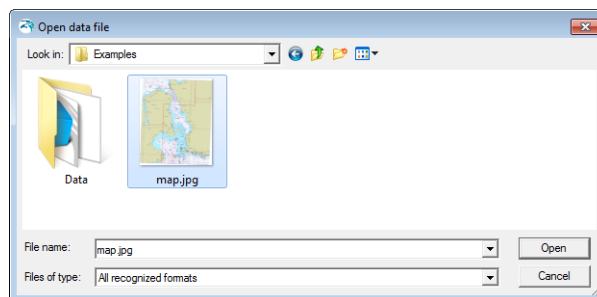 Open data file
Look in: Examples
Data
map.jpg
File name: map.jpg Open
Files of type: All recognized formats Cancel